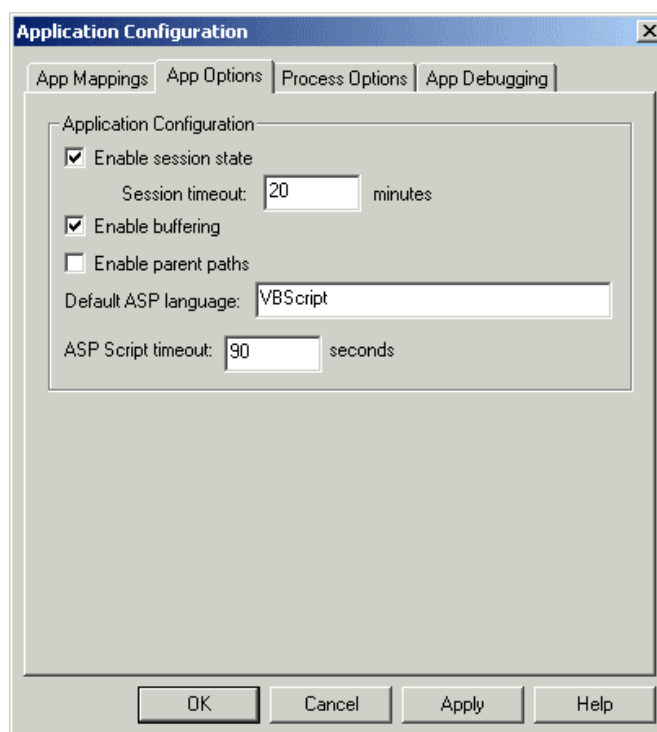 Application Configuration
App Mappings App Options Process Options App Debugging
Application Configuration
Enable session state
Session timeout: 20 minutes
Enable buffering
Enable parent paths
Default ASP language: VBScript
ASP Script timeout: 90 seconds
OK Cancel Apply Help